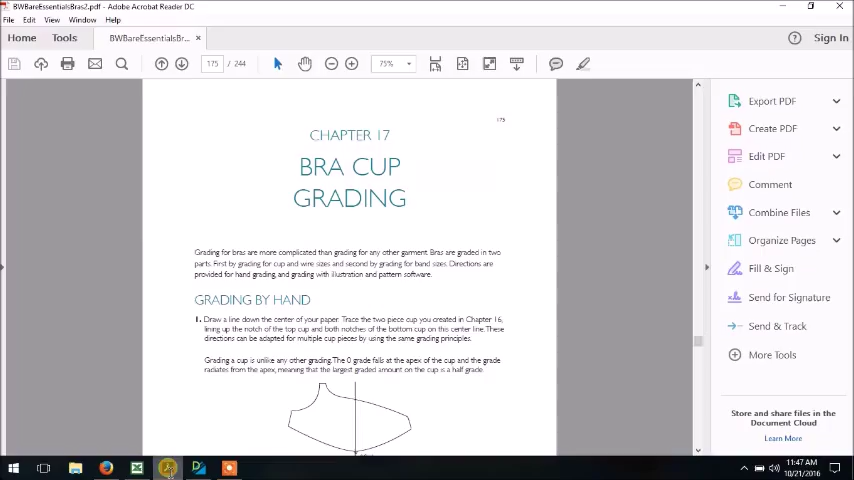 BWBareEssentialsBras2.pdf - Adobe Acrobat Reader DC
File Edit View Window Help
Home Tools BWBareEssentialsBr... × Sign In
175 / 244 75%
175
CHAPTER 17
BRA CUP
GRADING
Grading for bras are more complicated than grading for any other garment. Bras are graded in two
parts. First by grading for cup and wire sizes and second by grading for band sizes. Directions are
provided for hand grading, and grading with illustration and pattern software.
GRADING BY HAND
1. Draw a line down the center of your paper. Trace the two piece cup you created in Chapter 16,
lining up the notch of the top cup and both notches of the bottom cup on this center line. These
directions can be adapted for multiple cup pieces by using the same grading principles.
Grading a cup is unlike any other grading. The 0 grade falls at the apex of the cup and the grade
radiates from the apex, meaning that the largest graded amount on the cup is a half grade.
Export PDF
Create PDF
Edit PDF
Comment
Combine Files
Organize Pages
Fill & Sign
Send for Signature
Send & Track
More Tools
Store and share files in the
Document Cloud
Learn More
11:47 AM
10/21/2016